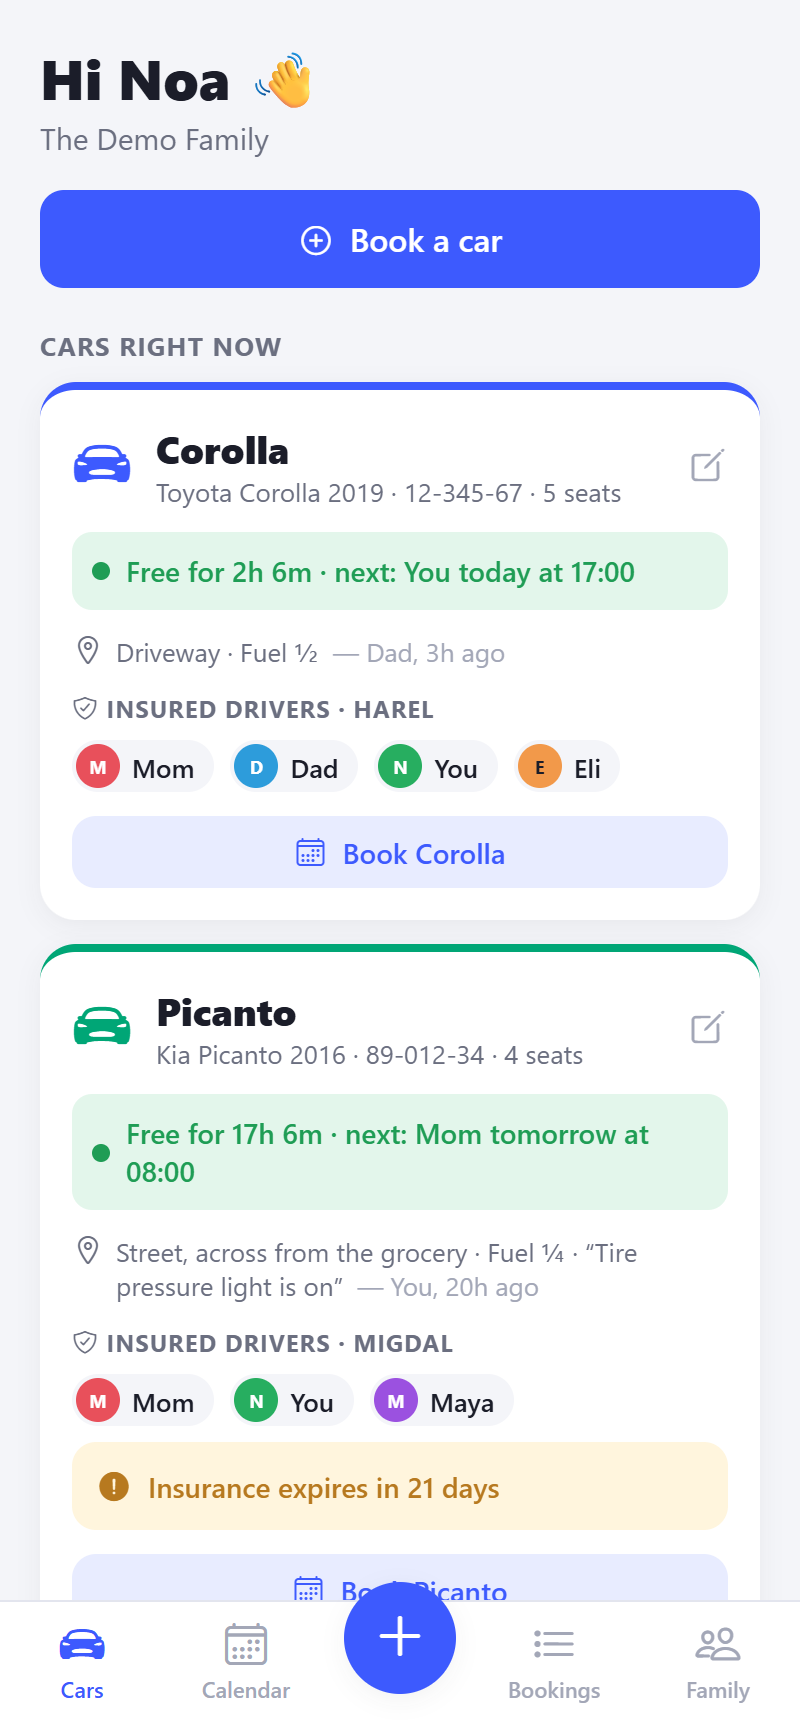 Hi Noa 👋
The Demo Family
Book a car
CARS RIGHT NOW
Corolla
Toyota Corolla 2019 · 12-345-67 · 5 seats
Free for 2h 6m · next: You today at 17:00
Driveway · Fuel ½ — Dad, 3h ago
INSURED DRIVERS · HAREL
M Mom D Dad N You E Eli
Book Corolla
Picanto
Kia Picanto 2016 · 89-012-34 · 4 seats
Free for 17h 6m · next: Mom tomorrow at
08:00
Street, across from the grocery · Fuel ¼ · “Tire
pressure light is on” — You, 20h ago
INSURED DRIVERS · MIGDAL
M Mom N You M Maya
Insurance expires in 21 days
Book Picanto
Cars Calendar Bookings Family